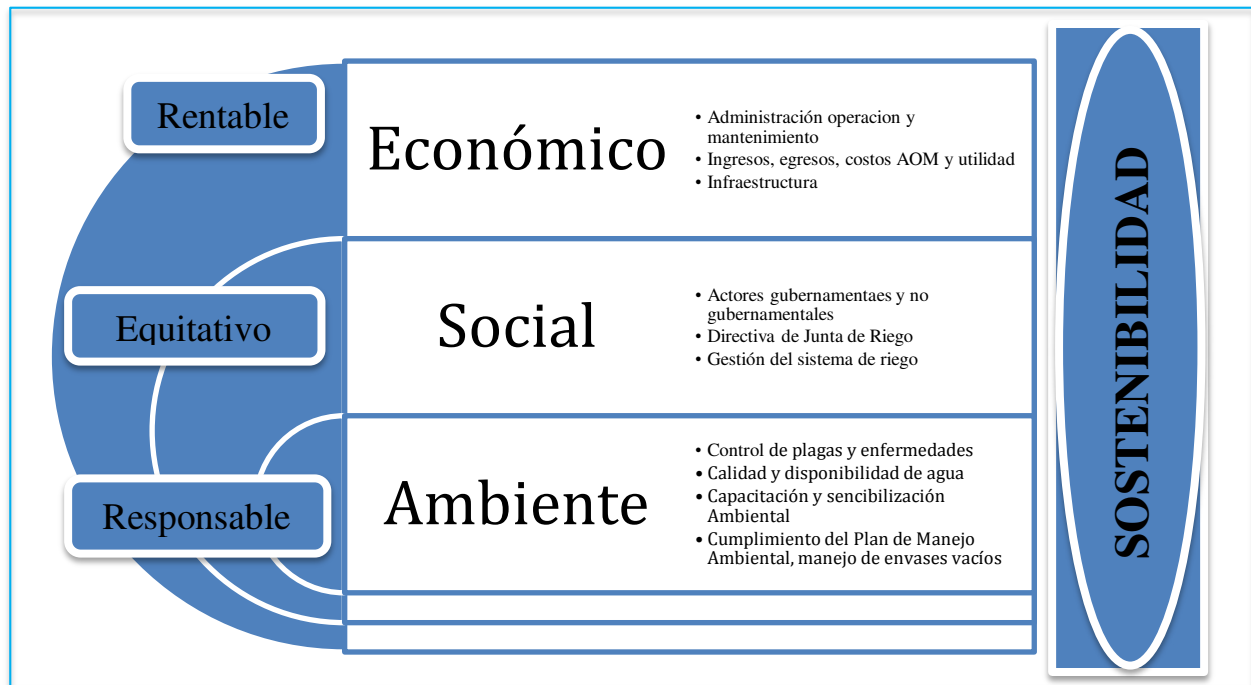 Rentable
Económico
• Administración operacion y
mantenimiento
• Ingresos, egresos, costos AOM y utilidad
• Infraestructura
Equitativo
Social
• Actores gubernamentaes y no
gubernamentales
• Directiva de Junta de Riego
• Gestión del sistema de riego
Responsable
Ambiente
• Control de plagas y enfermedades
• Calidad y disponibilidad de agua
• Capacitación y sencibilización
Ambiental
• Cumplimiento del Plan de Manejo
Ambiental, manejo de envases vacíos
SOSTENIBILIDAD